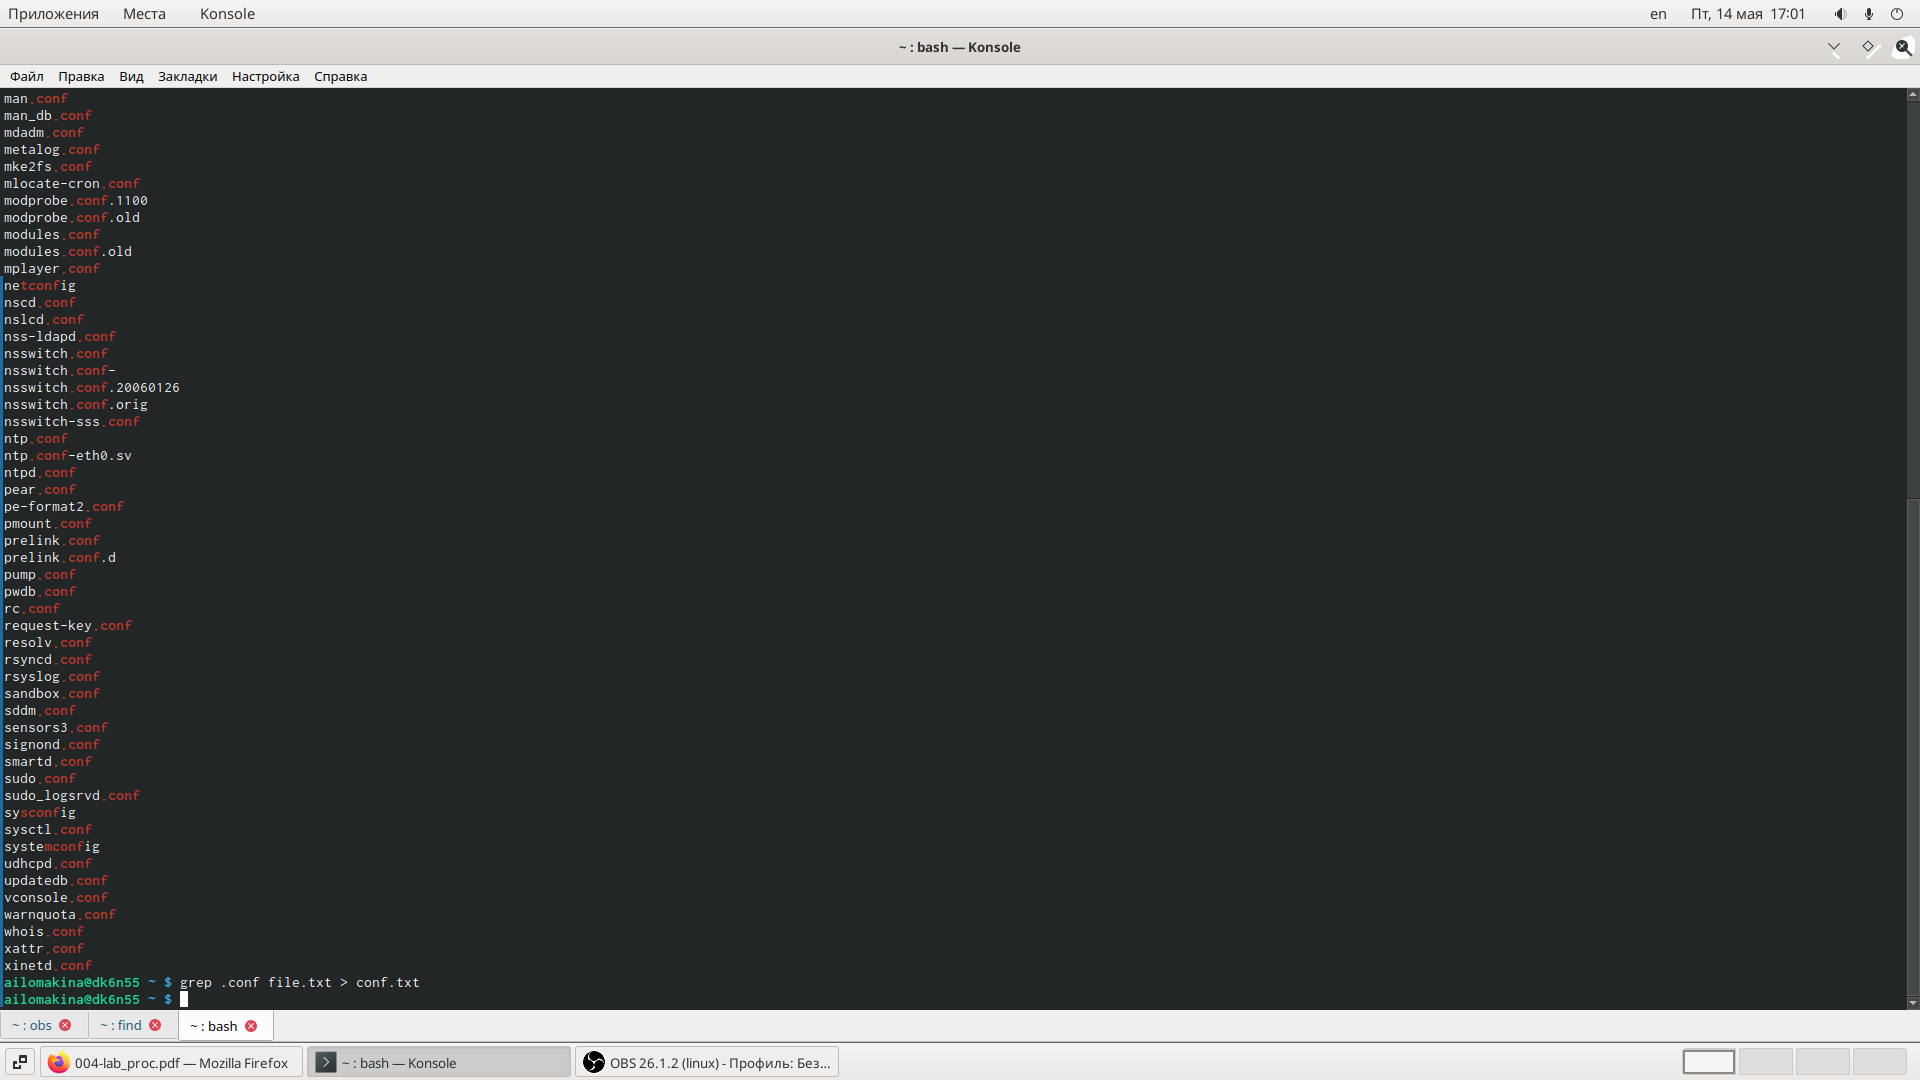 Приложения Места Konsole en Пт, 14 мая 17:01
~ : bash — Konsole
Файл Правка Вид Закладки Настройка Справка
man.conf
man_db.conf
mdadm.conf
metalog.conf
mke2fs.conf
mlocate-cron.conf
modprobe.conf.1100
modprobe.conf.old
modules.conf
modules.conf.old
mplayer.conf
netconfig
nscd.conf
nslcd.conf
nss-ldapd.conf
nsswitch.conf
nsswitch.conf-
nsswitch.conf.20060126
nsswitch.conf.orig
nsswitch-sss.conf
ntp.conf
ntp.conf-eth0.sv
ntpd.conf
pear.conf
pe-format2.conf
pmount.conf
prelink.conf
prelink.conf.d
pump.conf
pwdb.conf
rc.conf
request-key.conf
resolv.conf
rsyncd.conf
rsyslog.conf
sandbox.conf
sddm.conf
sensors3.conf
signond.conf
smartd.conf
sudo.conf
sudo_logsrvd.conf
sysconfig
sysctl.conf
systemconfig
udhcpd.conf
updatedb.conf
vconsole.conf
warnquota.conf
whois.conf
xattr.conf
xinetd.conf
ailomakina@dk6n55 ~ $ grep .conf file.txt > conf.txt
ailomakina@dk6n55 ~ $
~ : obs ~ : find ~ : bash
004-lab_proc.pdf — Mozilla Firefox ~ : bash — Konsole OBS 26.1.2 (linux) - Профиль: Без...